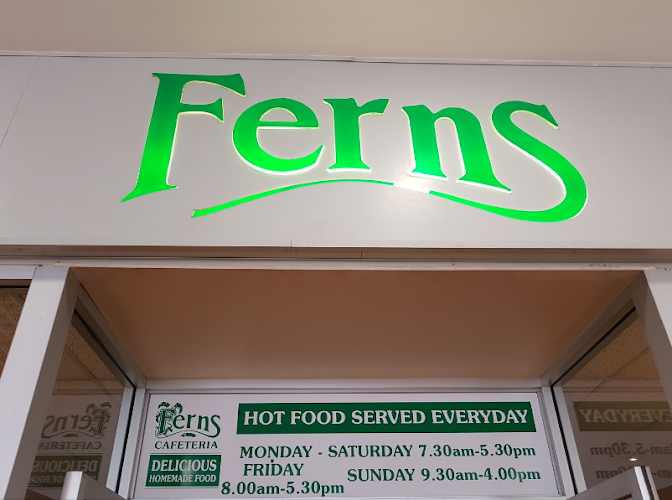 Ferns
Ferns
CAFETERIA
DELICIOUS
HOMEMADE FOOD
HOT FOOD SERVED EVERYDAY
MONDAY - SATURDAY 7.30am-5.30pm
FRIDAY
8.00am-5.30pm
SUNDAY 9.30am-4.00pm